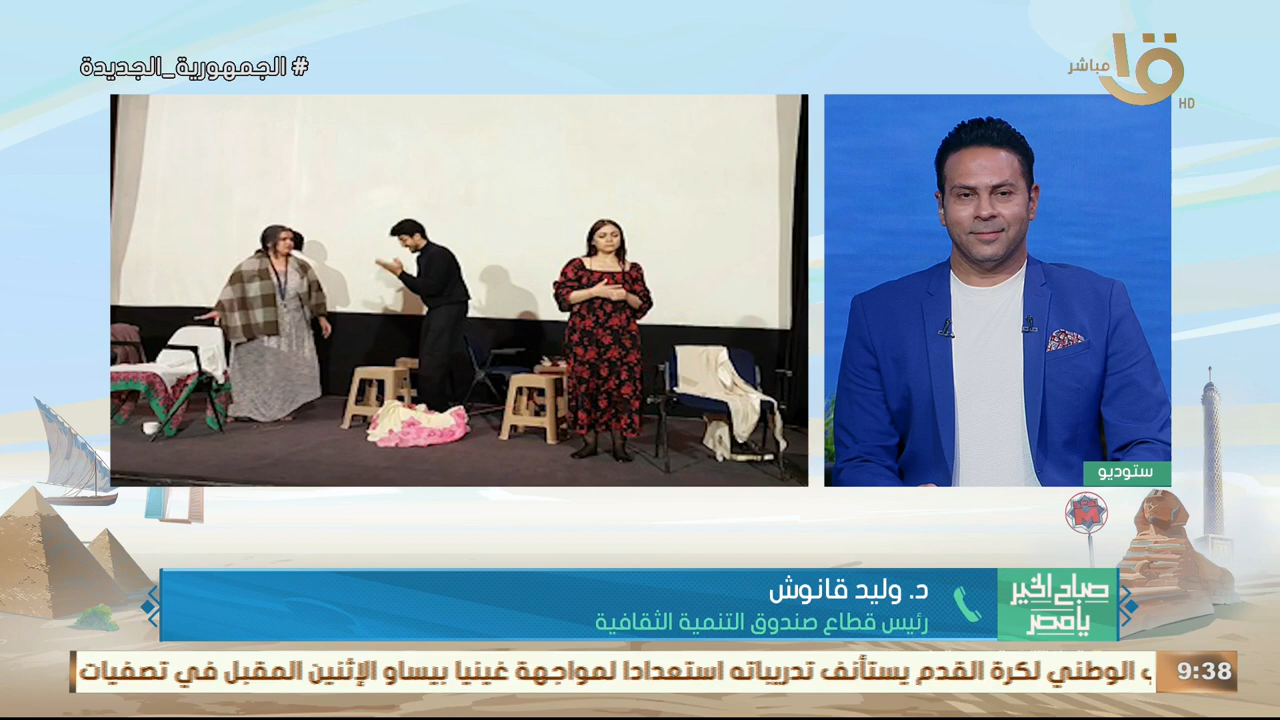 # الجمهورية_الجديدة
مباشر
HD
ستوديو
د. وليد قانوش
رئيس قطاع صندوق التنمية الثقافية
صباح الخير
يا مصر
9:38
الوطني لكرة القدم يستأنف تدريباته استعدادا لمواجهة غينيا بيساو الإثنين المقبل في تصفيات